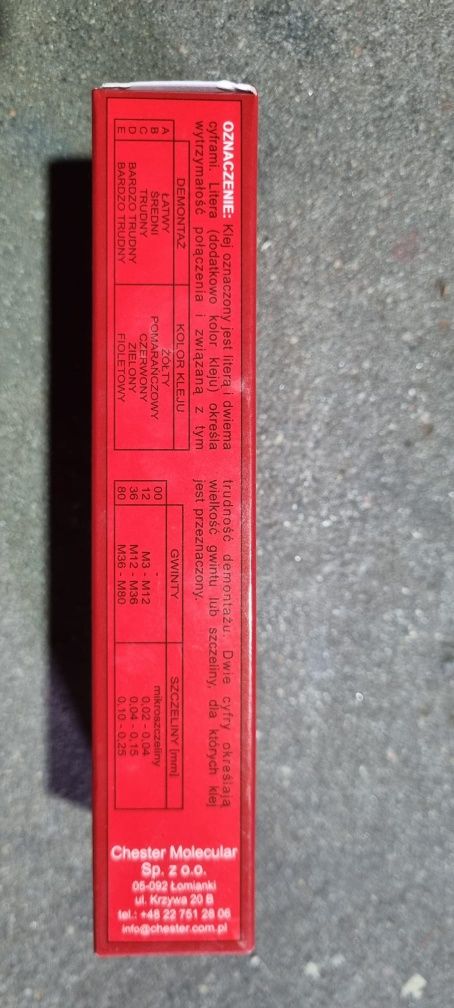 OZNACZENIE: Klej oznaczony jest literą i dwiema
cyframi. Litera (dodatkowo kolor kleju) określa
wytrzymałość połączenia i związaną z tym
DEMONTAŻ KOLOR KLEJU
A ŁATWY ŻÓŁTY
B ŚREDNI POMARAŃCZOWY
C TRUDNY CZERWONY
D BARDZO TRUDNY ZIELONY
E BARDZO TRUDNY FIOLETOWY
trudność demontażu. Dwie cyfry określają
wielkość gwintu lub szczeliny, dla których klej
jest przeznaczony.
GWINTY SZCZELINY [mm]
00 - mikroszczeliny
12 M3 - M12 0,02 - 0,04
36 M12 - M36 0,04 - 0,15
80 M36 - M80 0,10 - 0,25
Chester Molecular
Sp. z o.o.
05-092 Łomianki
ul. Krzywa 20 B
tel.: +48 22 751 28 06
info@chester.com.pl